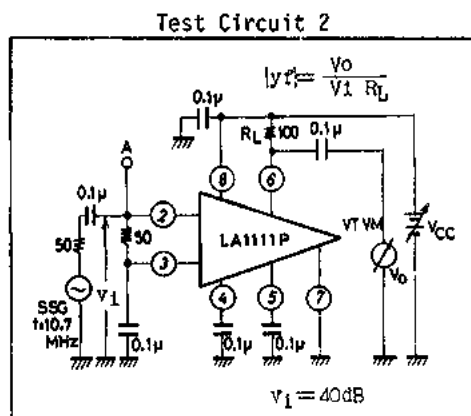 Test Circuit 2
|yf|= Vo
Vi RL
0.1μ
RL 100
0.1μ
A
0.1μ
8
6
2
50
50
LA1111P
VTVM
VCC
3
Vo
SSG
f=10.7
MHz
vi
4
5
7
0.1μ
0.1μ
0.1μ
vi=40dB